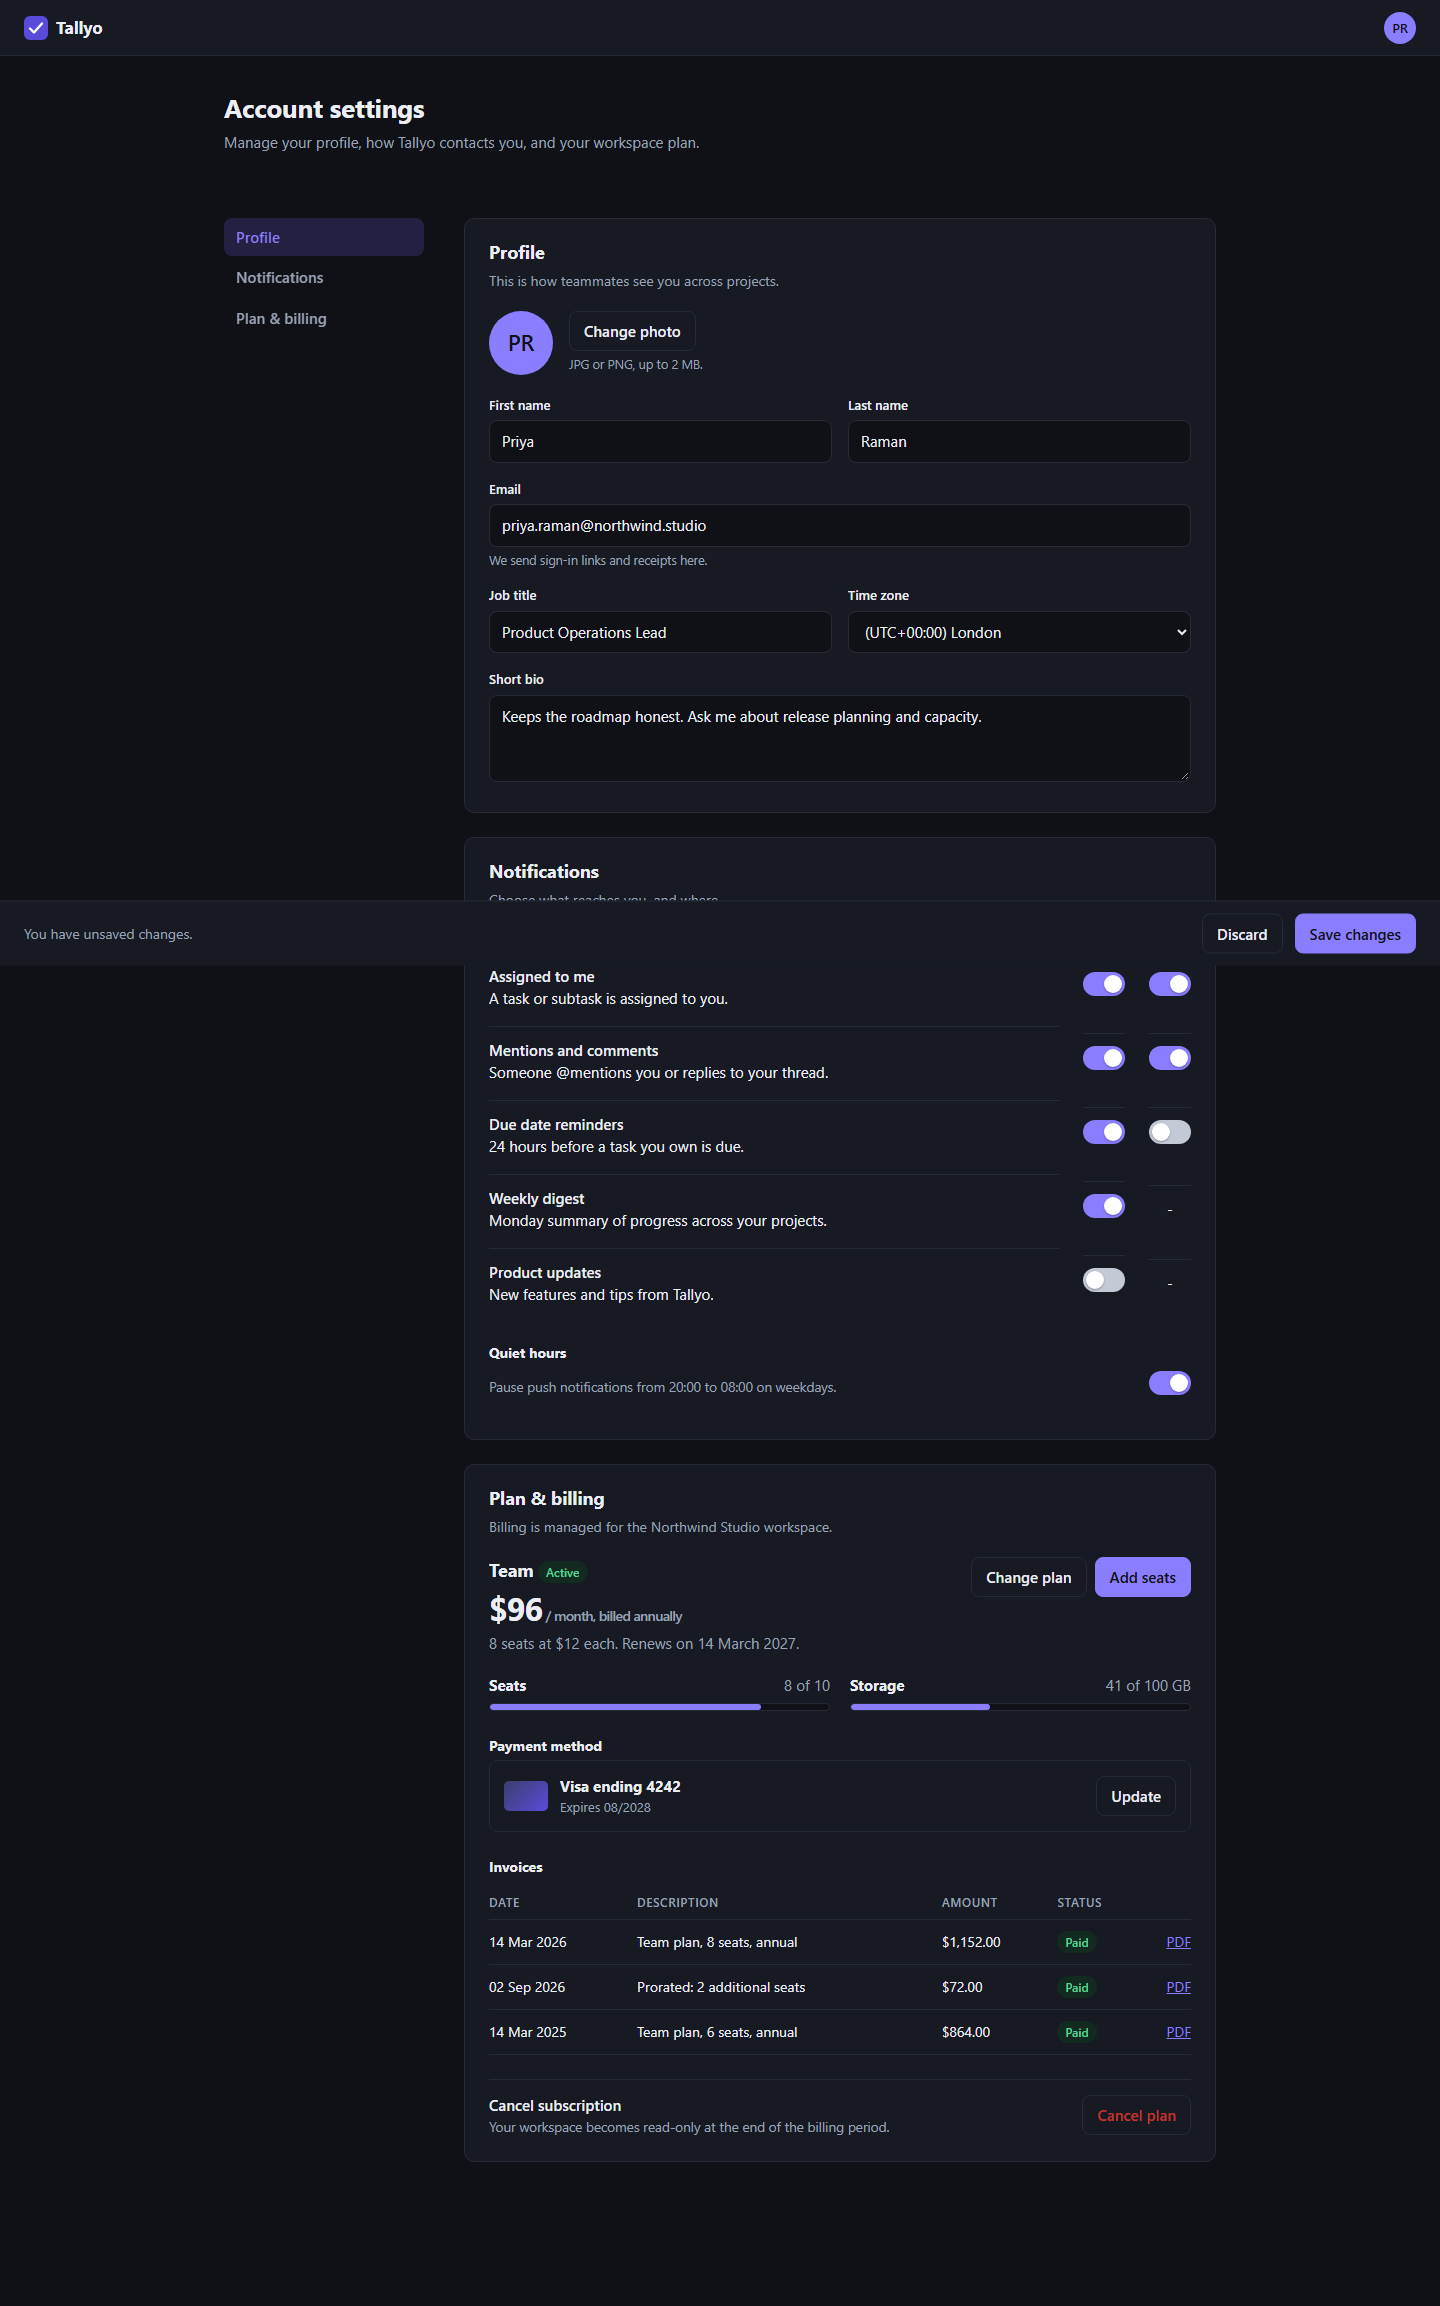 Tallyo
PR
Account settings
Manage your profile, how Tallyo contacts you, and your workspace plan.
Profile
Notifications
Plan & billing
Profile
This is how teammates see you across projects.
PR
Change photo
JPG or PNG, up to 2 MB.
First name
Last name
Priya
Raman
Email
priya.raman@northwind.studio
We send sign-in links and receipts here.
Job title
Time zone
Product Operations Lead
(UTC+00:00) London
Short bio
Keeps the roadmap honest. Ask me about release planning and capacity.
Notifications
Choose what reaches you, and where.
You have unsaved changes.
Discard
Save changes
Assigned to me
A task or subtask is assigned to you.
Mentions and comments
Someone @mentions you or replies to your thread.
Due date reminders
24 hours before a task you own is due.
Weekly digest
Monday summary of progress across your projects.
-
Product updates
New features and tips from Tallyo.
-
Quiet hours
Pause push notifications from 20:00 to 08:00 on weekdays.
Plan & billing
Billing is managed for the Northwind Studio workspace.
Team Active
Change plan
Add seats
$96 / month, billed annually
8 seats at $12 each. Renews on 14 March 2027.
Seats 8 of 10
Storage 41 of 100 GB
Payment method
Visa ending 4242
Expires 08/2028
Update
Invoices
DATE DESCRIPTION AMOUNT STATUS
14 Mar 2026 Team plan, 8 seats, annual $1,152.00 Paid PDF
02 Sep 2026 Prorated: 2 additional seats $72.00 Paid PDF
14 Mar 2025 Team plan, 6 seats, annual $864.00 Paid PDF
Cancel subscription
Your workspace becomes read-only at the end of the billing period.
Cancel plan